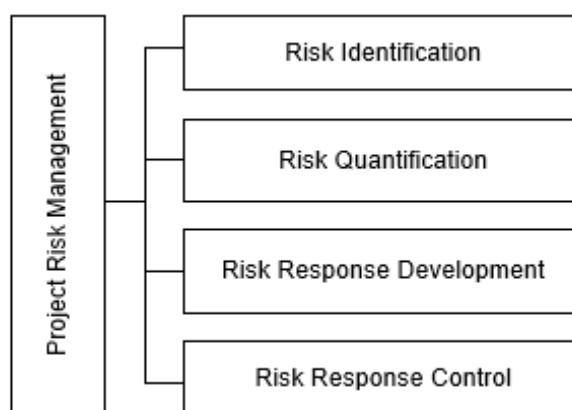 Project Risk Management
Risk Identification
Risk Quantification
Risk Response Development
Risk Response Control